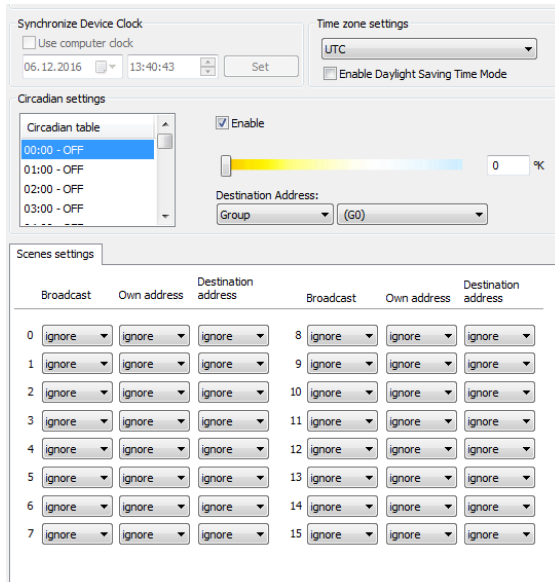 Synchronize Device Clock
Use computer clock
06.12.2016 13:40:43 Set
Time zone settings
UTC
Enable Daylight Saving Time Mode
Circadian settings
Circadian table
00:00 - OFF
01:00 - OFF
02:00 - OFF
03:00 - OFF
Enable
0 °K
Destination Address:
Group (G0)
Scenes settings
Broadcast Own address Destination address Broadcast Own address Destination address
0 ignore ignore ignore 8 ignore ignore ignore
1 ignore ignore ignore 9 ignore ignore ignore
2 ignore ignore ignore 10 ignore ignore ignore
3 ignore ignore ignore 11 ignore ignore ignore
4 ignore ignore ignore 12 ignore ignore ignore
5 ignore ignore ignore 13 ignore ignore ignore
6 ignore ignore ignore 14 ignore ignore ignore
7 ignore ignore ignore 15 ignore ignore ignore